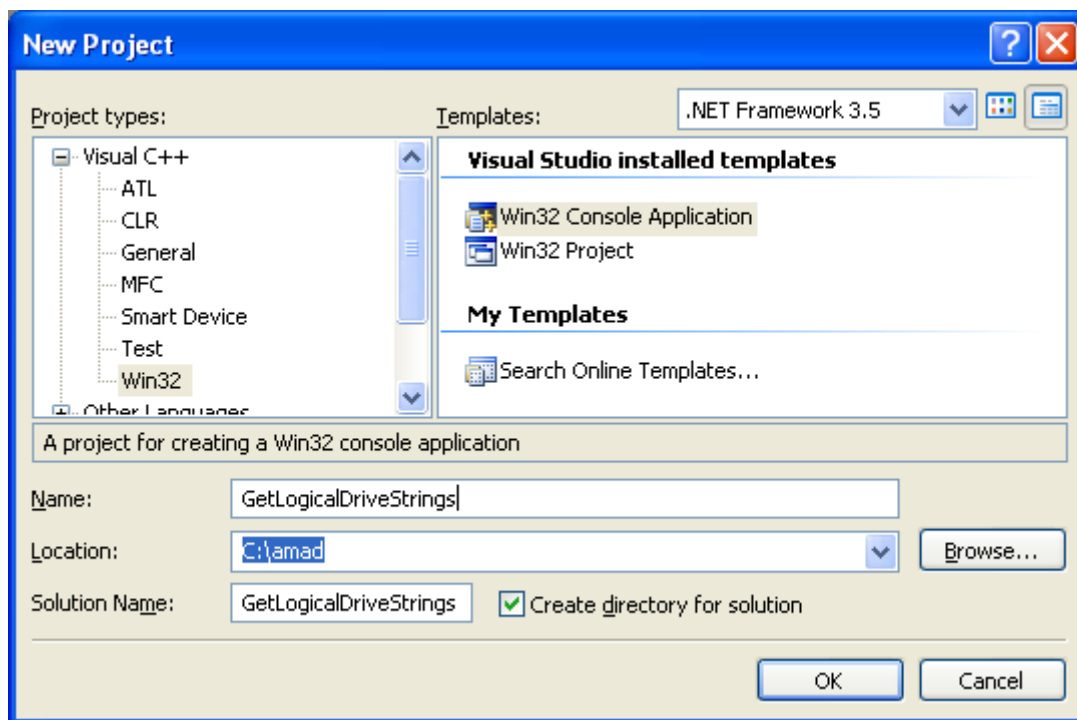 New Project
Project types:
Templates:
.NET Framework 3.5
Visual C++
ATL
CLR
General
MFC
Smart Device
Test
Win32
Other Languages
Visual Studio installed templates
Win32 Console Application
Win32 Project
My Templates
Search Online Templates...
A project for creating a Win32 console application
Name:
GetLogicalDriveStrings
Location:
C:\amad
Browse...
Solution Name:
GetLogicalDriveStrings
Create directory for solution
OK
Cancel